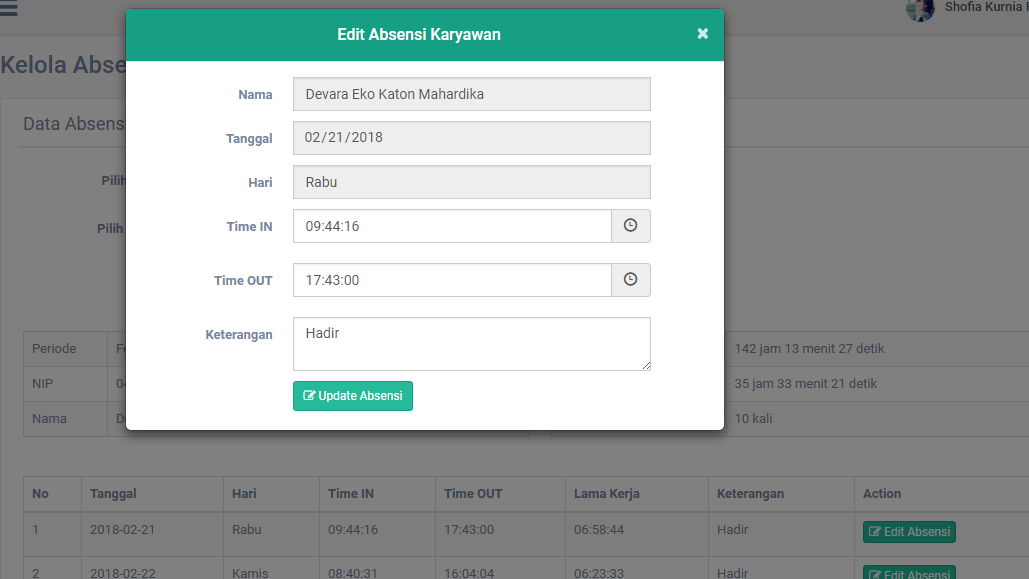 Shofia Kurnia
Edit Absensi Karyawan
×
Kelola Abse
Data Absens
Nama
Devara Eko Katon Mahardika
Tanggal
02/21/2018
Hari
Rabu
Pilih
Time IN
09:44:16
Pilih
Time OUT
17:43:00
Keterangan
Hadir
Update Absensi
Periode 142 jam 13 menit 27 detik
NIP 35 jam 33 menit 21 detik
Nama 10 kali
No Tanggal Hari Time IN Time OUT Lama Kerja Keterangan Action
1 2018-02-21 Rabu 09:44:16 17:43:00 06:58:44 Hadir Edit Absensi
2 2018-02-22 Kamis 08:40:31 16:04:04 06:23:33 Hadir Edit Absensi